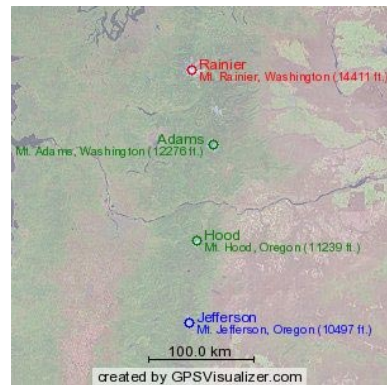 Rainier
Mt. Rainier, Washington (14411 ft.)
Adams
Mt. Adams, Washington (12276 ft.)
Hood
Mt. Hood, Oregon (11239 ft.)
Jefferson
Mt. Jefferson, Oregon (10497 ft.)
100.0 km
created by GPSVisualizer.com